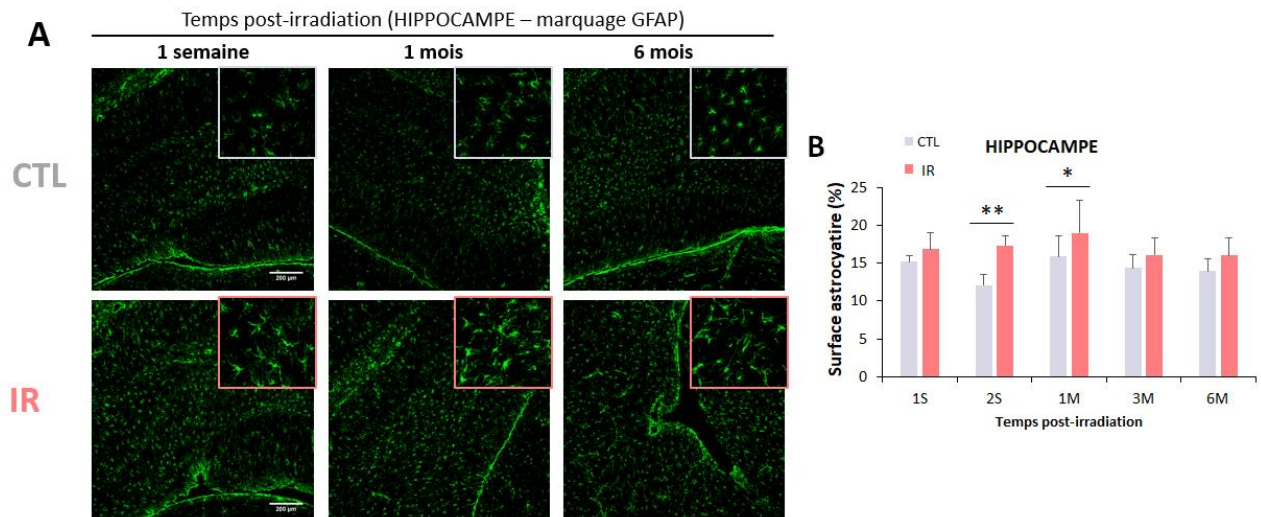 A
Temps post-irradiation (HIPPOCAMPE – marquage GFAP)
1 semaine 1 mois 6 mois
CTL
200 µm
IR
200 µm
B
CTL
IR
HIPPOCAMPE
Surface astrocyatire (%)
25
20
15
10
5
0
**
*
1S 2S 1M 3M 6M
Temps post-irradiation